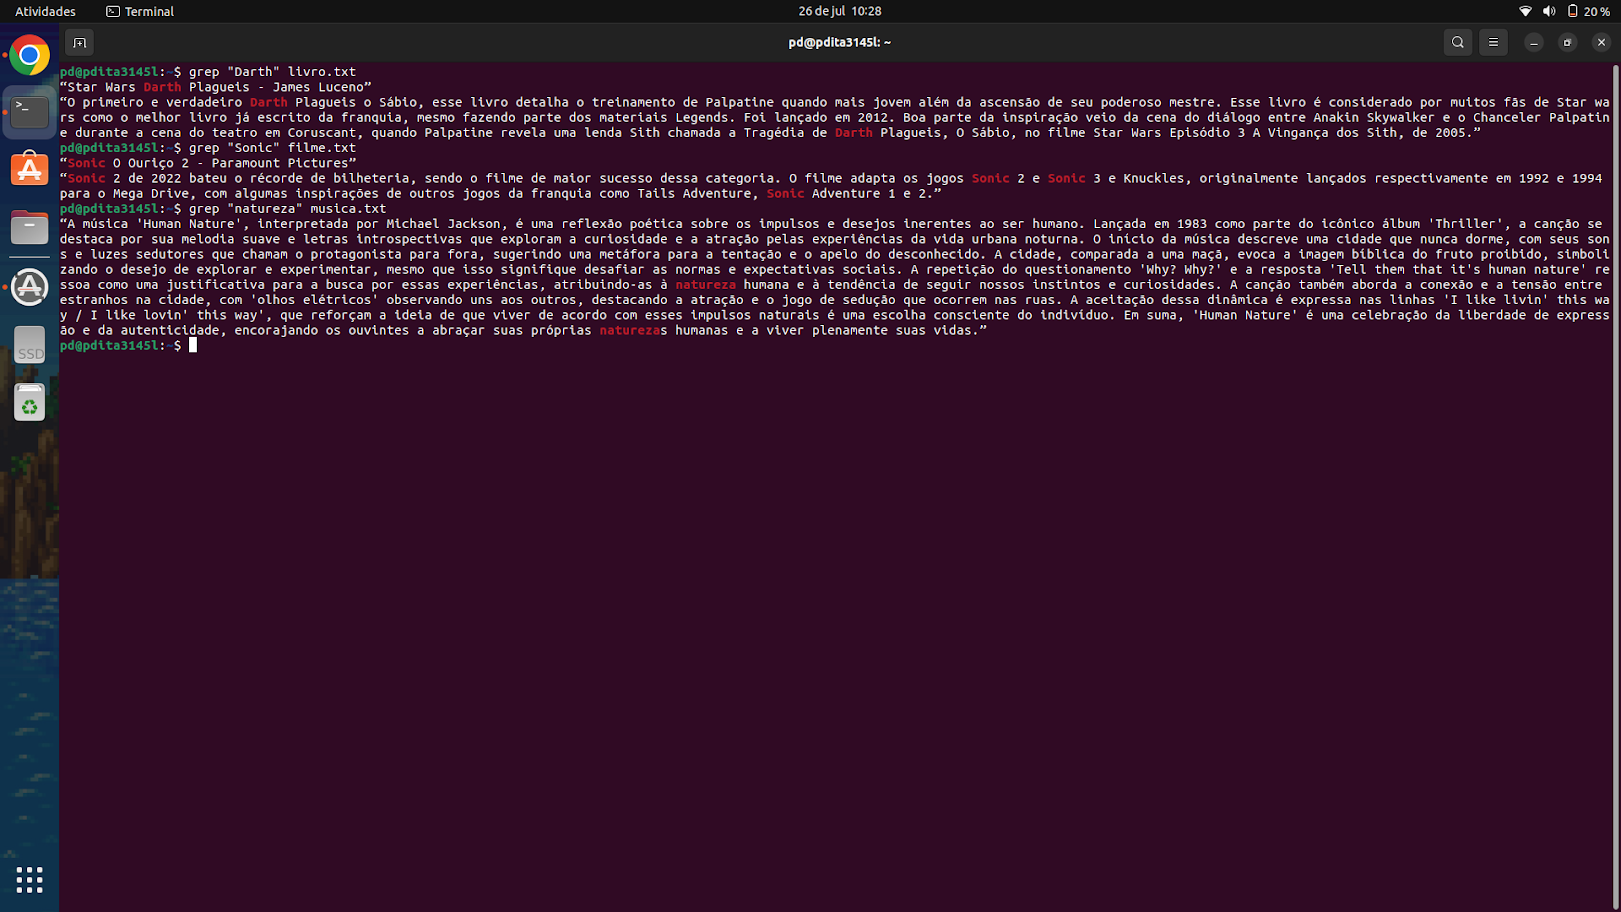 Atividades Terminal 26 de jul 10:28 20 %
pd@pdita3145l: ~
pd@pdita3145l:~$ grep "Darth" livro.txt
“Star Wars Darth Plagueis - James Luceno”
“O primeiro e verdadeiro Darth Plagueis o Sábio, esse livro detalha o treinamento de Palpatine quando mais jovem além da ascensão de seu poderoso mestre. Esse livro é considerado por muitos fãs de Star wa
rs como o melhor livro já escrito da franquia, mesmo fazendo parte dos materiais Legends. Foi lançado em 2012. Boa parte da inspiração veio da cena do diálogo entre Anakin Skywalker e o Chanceler Palpatin
e durante a cena do teatro em Coruscant, quando Palpatine revela uma lenda Sith chamada a Tragédia de Darth Plagueis, O Sábio, no filme Star Wars Episódio 3 A Vingança dos Sith, de 2005.”
pd@pdita3145l:~$ grep "Sonic" filme.txt
“Sonic O Ouriço 2 - Paramount Pictures”
“Sonic 2 de 2022 bateu o récorde de bilheteria, sendo o filme de maior sucesso dessa categoria. O filme adapta os jogos Sonic 2 e Sonic 3 e Knuckles, originalmente lançados respectivamente em 1992 e 1994
para o Mega Drive, com algumas inspirações de outros jogos da franquia como Tails Adventure, Sonic Adventure 1 e 2.”
pd@pdita3145l:~$ grep "natureza" musica.txt
“A música 'Human Nature', interpretada por Michael Jackson, é uma reflexão poética sobre os impulsos e desejos inerentes ao ser humano. Lançada em 1983 como parte do icônico álbum 'Thriller', a canção se
destaca por sua melodia suave e letras introspectivas que exploram a curiosidade e a atração pelas experiências da vida urbana noturna. O início da música descreve uma cidade que nunca dorme, com seus son
s e luzes sedutores que chamam o protagonista para fora, sugerindo uma metáfora para a tentação e o apelo do desconhecido. A cidade, comparada a uma maçã, evoca a imagem bíblica do fruto proibido, simboli
zando o desejo de explorar e experimentar, mesmo que isso signifique desafiar as normas e expectativas sociais. A repetição do questionamento 'Why? Why?' e a resposta 'Tell them that it's human nature' re
ssoa como uma justificativa para a busca por essas experiências, atribuindo-as à natureza humana e à tendência de seguir nossos instintos e curiosidades. A canção também aborda a conexão e a tensão entre
estranhos na cidade, com 'olhos elétricos' observando uns aos outros, destacando a atração e o jogo de sedução que ocorrem nas ruas. A aceitação dessa dinâmica é expressa nas linhas 'I like livin' this wa
y / I like lovin' this way', que reforçam a ideia de que viver de acordo com esses impulsos naturais é uma escolha consciente do indivíduo. Em suma, 'Human Nature' é uma celebração da liberdade de express
ão e da autenticidade, encorajando os ouvintes a abraçar suas próprias naturezas humanas e a viver plenamente suas vidas.”
pd@pdita3145l:~$
SSD